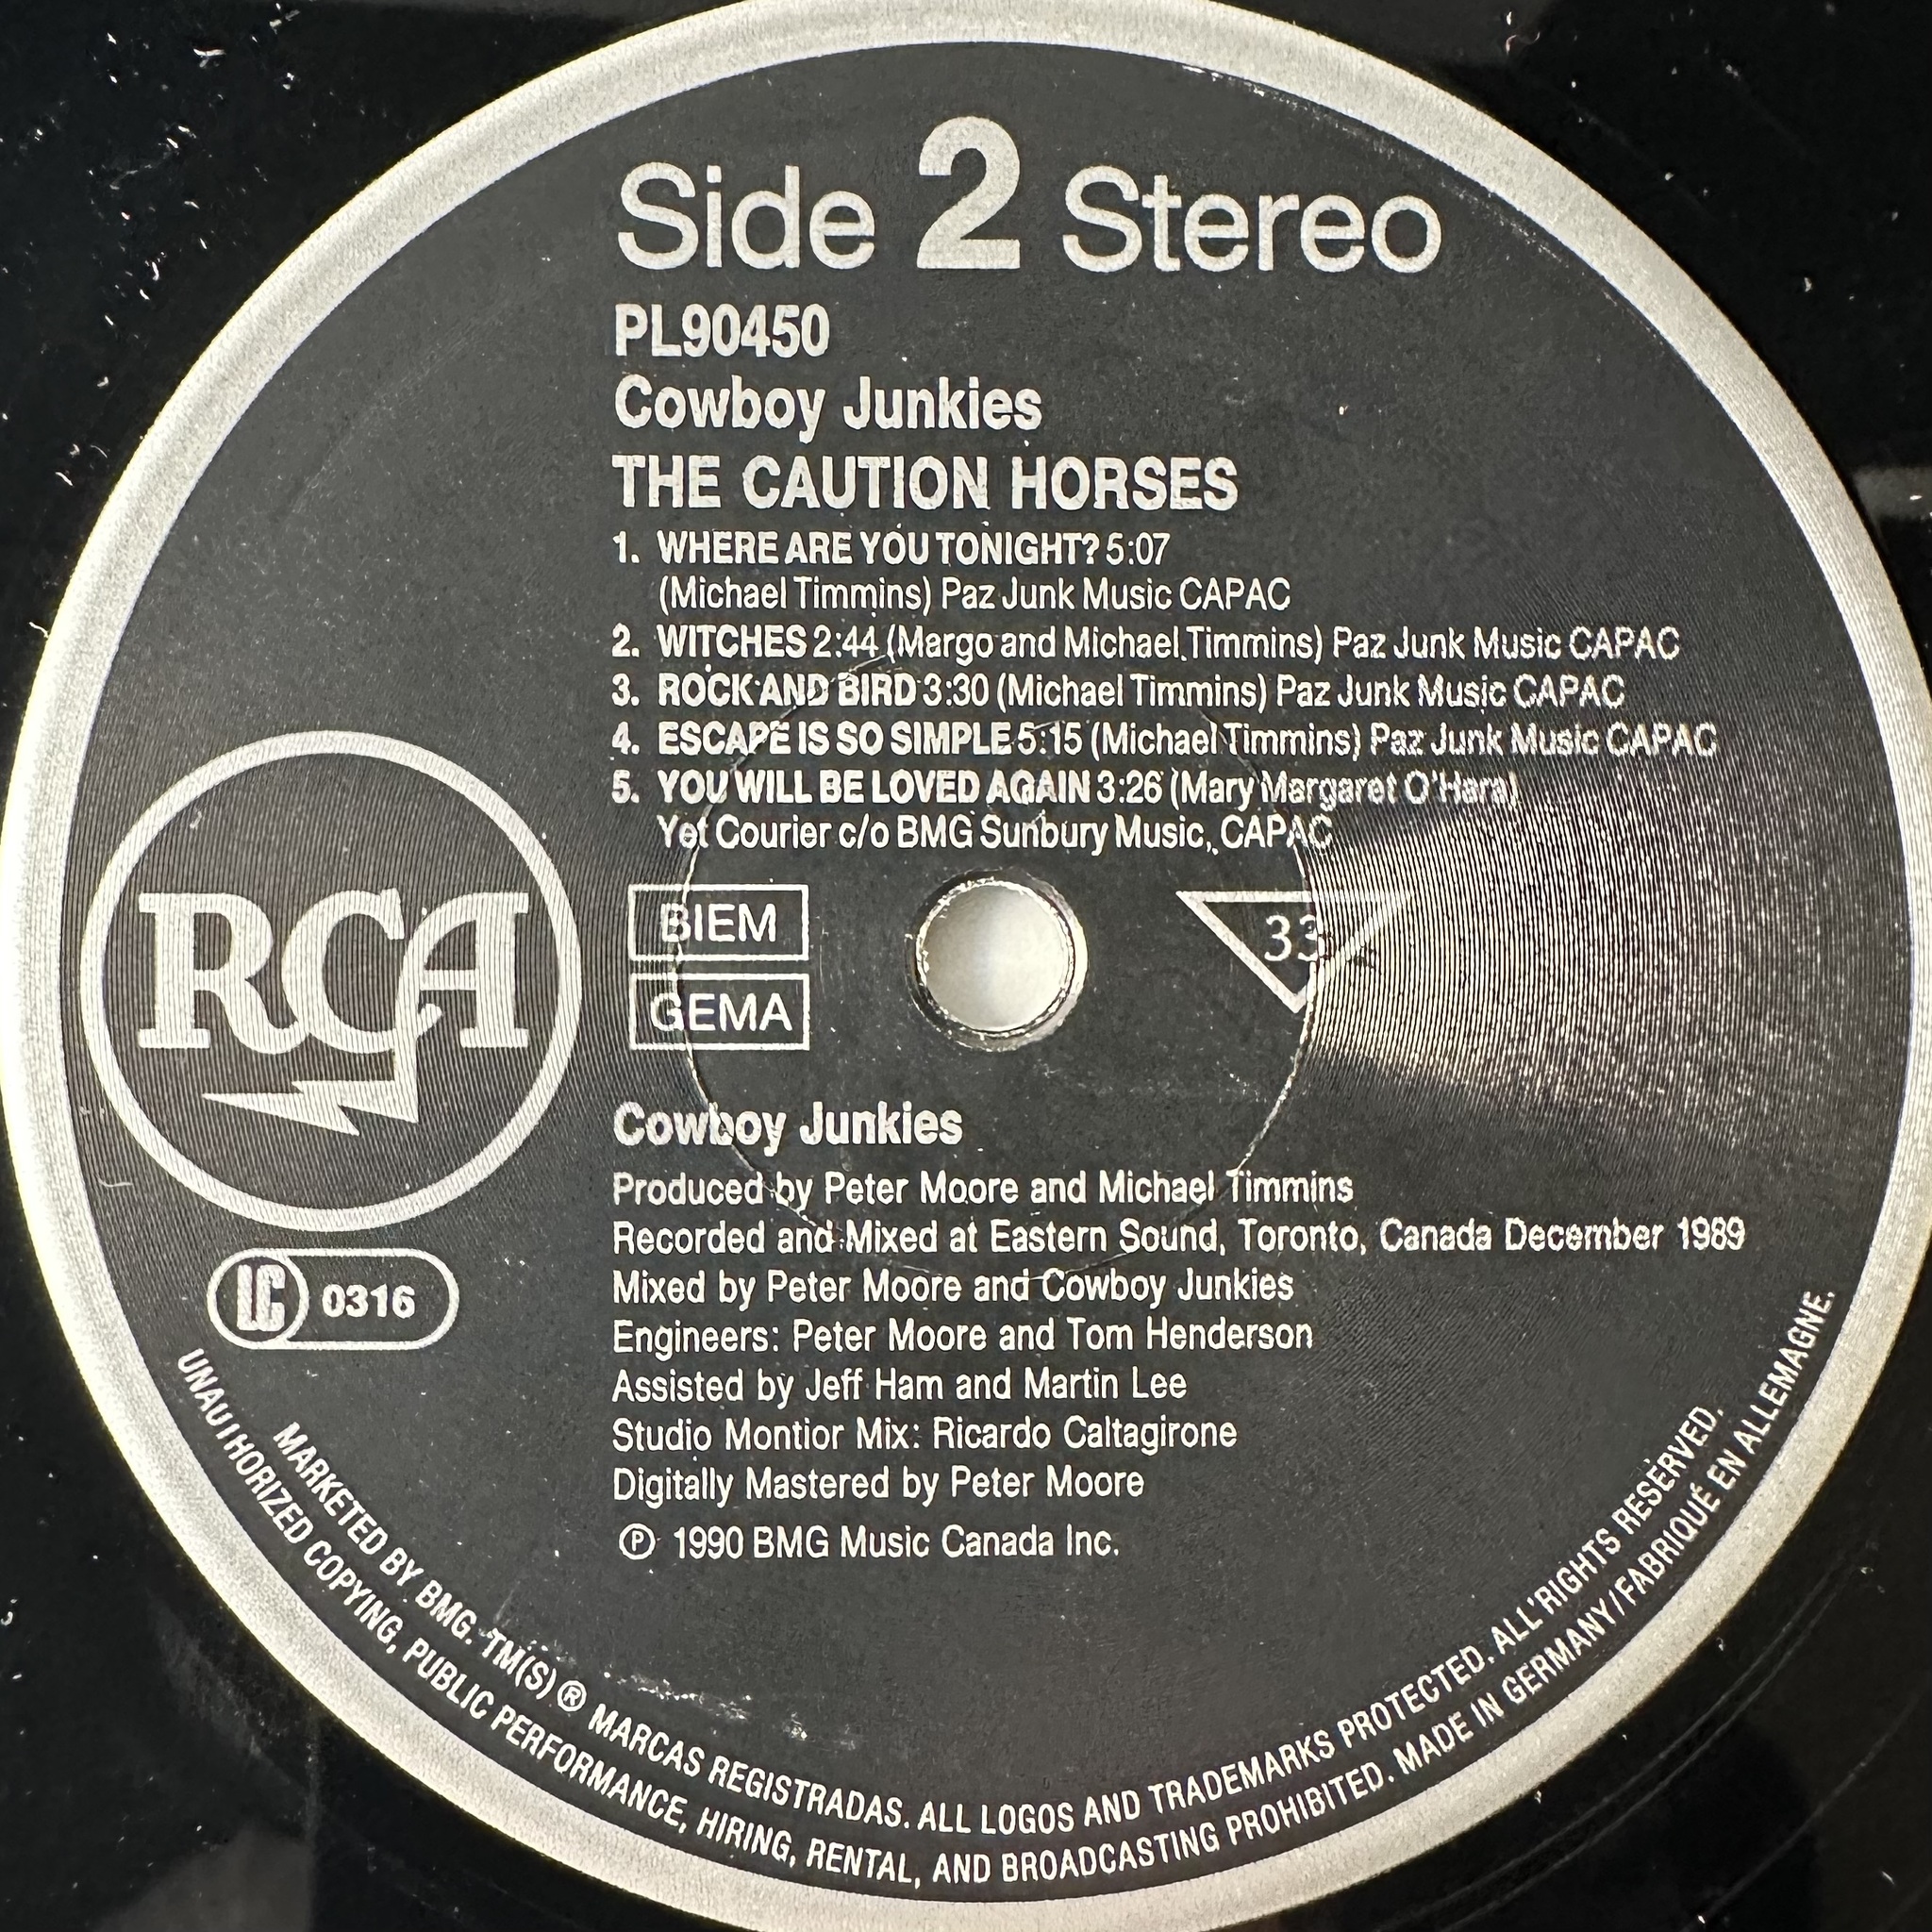 Side 2 Stereo
PL90450
Cowboy Junkies
THE CAUTION HORSES
1. WHERE ARE YOU TONIGHT? 5:07
(Michael Timmins) Paz Junk Music CAPAC
2. WITCHES 2:44 (Margo and Michael Timmins) Paz Junk Music CAPAC
3. ROCK AND BIRD 3:30 (Michael Timmins) Paz Junk Music CAPAC
4. ESCAPE IS SO SIMPLE 5:15 (Michael Timmins) Paz Junk Music CAPAC
5. YOU WILL BE LOVED AGAIN 3:26 (Mary Margaret O'Hara)
Yet Courier c/o BMG Sunbury Music, CAPAC
RCA
BIEM
GEMA
33
LC 0316
Cowboy Junkies
Produced by Peter Moore and Michael Timmins
Recorded and Mixed at Eastern Sound, Toronto, Canada December 1989
Mixed by Peter Moore and Cowboy Junkies
Engineers: Peter Moore and Tom Henderson
Assisted by Jeff Ham and Martin Lee
Studio Montior Mix: Ricardo Caltagirone
Digitally Mastered by Peter Moore
℗ 1990 BMG Music Canada Inc.
MARKETED BY BMG. TM(S) ® MARCAS REGISTRADAS. ALL LOGOS AND TRADEMARKS PROTECTED. ALL RIGHTS RESERVED.
UNAUTHORIZED COPYING, PUBLIC PERFORMANCE, HIRING, RENTAL, AND BROADCASTING PROHIBITED. MADE IN GERMANY/FABRIQUÉ EN ALLEMAGNE.